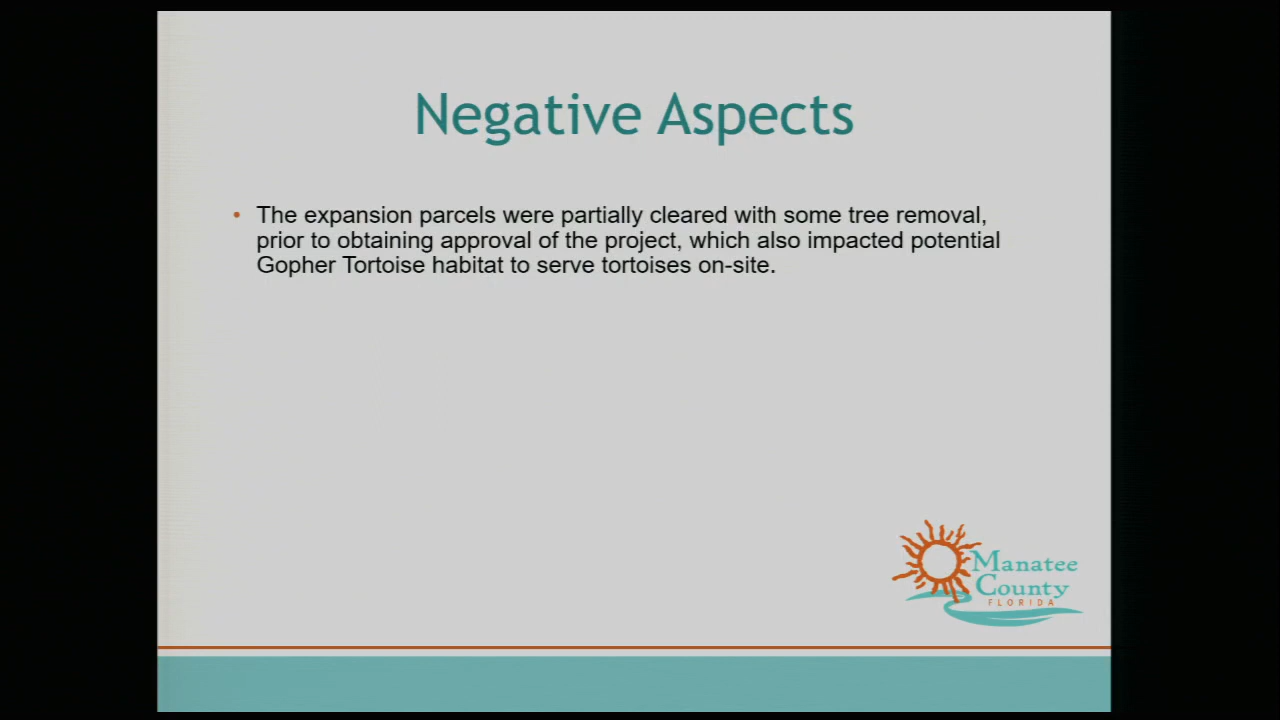 Negative Aspects
• The expansion parcels were partially cleared with some tree removal,
prior to obtaining approval of the project, which also impacted potential
Gopher Tortoise habitat to serve tortoises on-site.
Manatee
County
FLORIDA